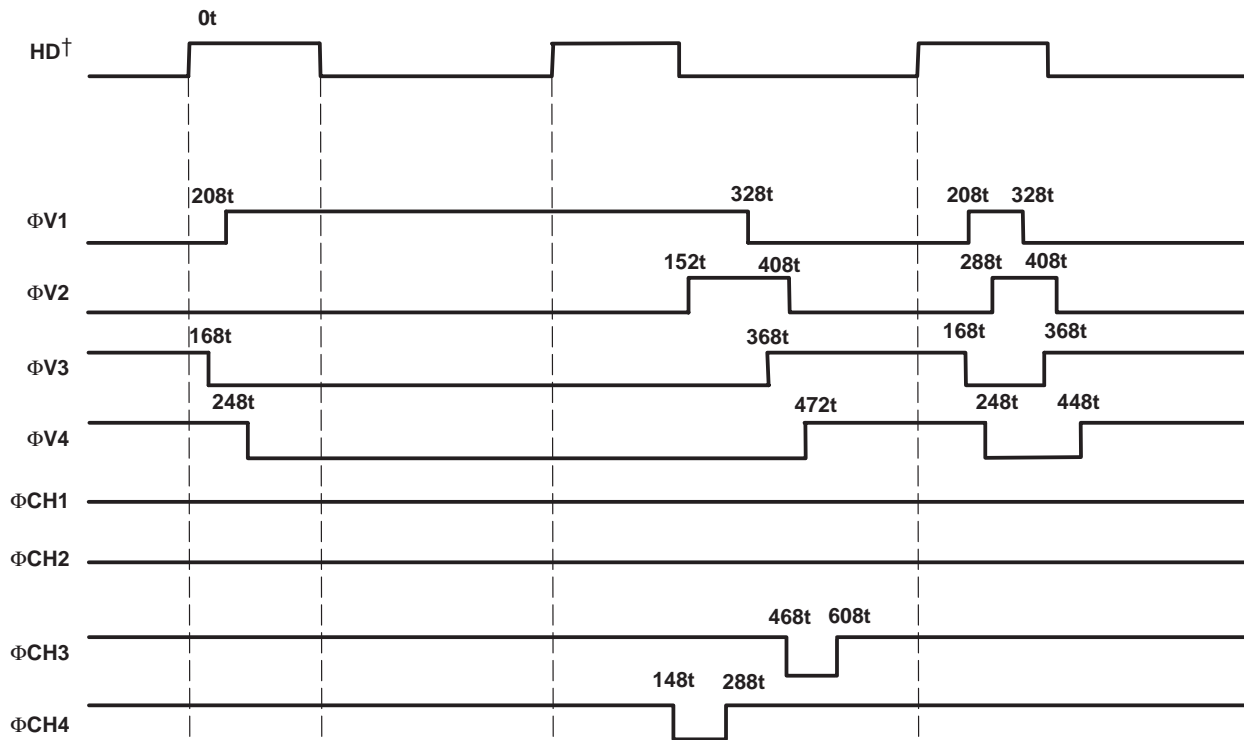 0t
HD†
208t 328t 208t 328t
ΦV1
152t 408t 288t 408t
ΦV2
168t 368t 168t 368t
ΦV3
248t 472t 248t 448t
ΦV4
ΦCH1
ΦCH2
468t 608t
ΦCH3
148t 288t
ΦCH4